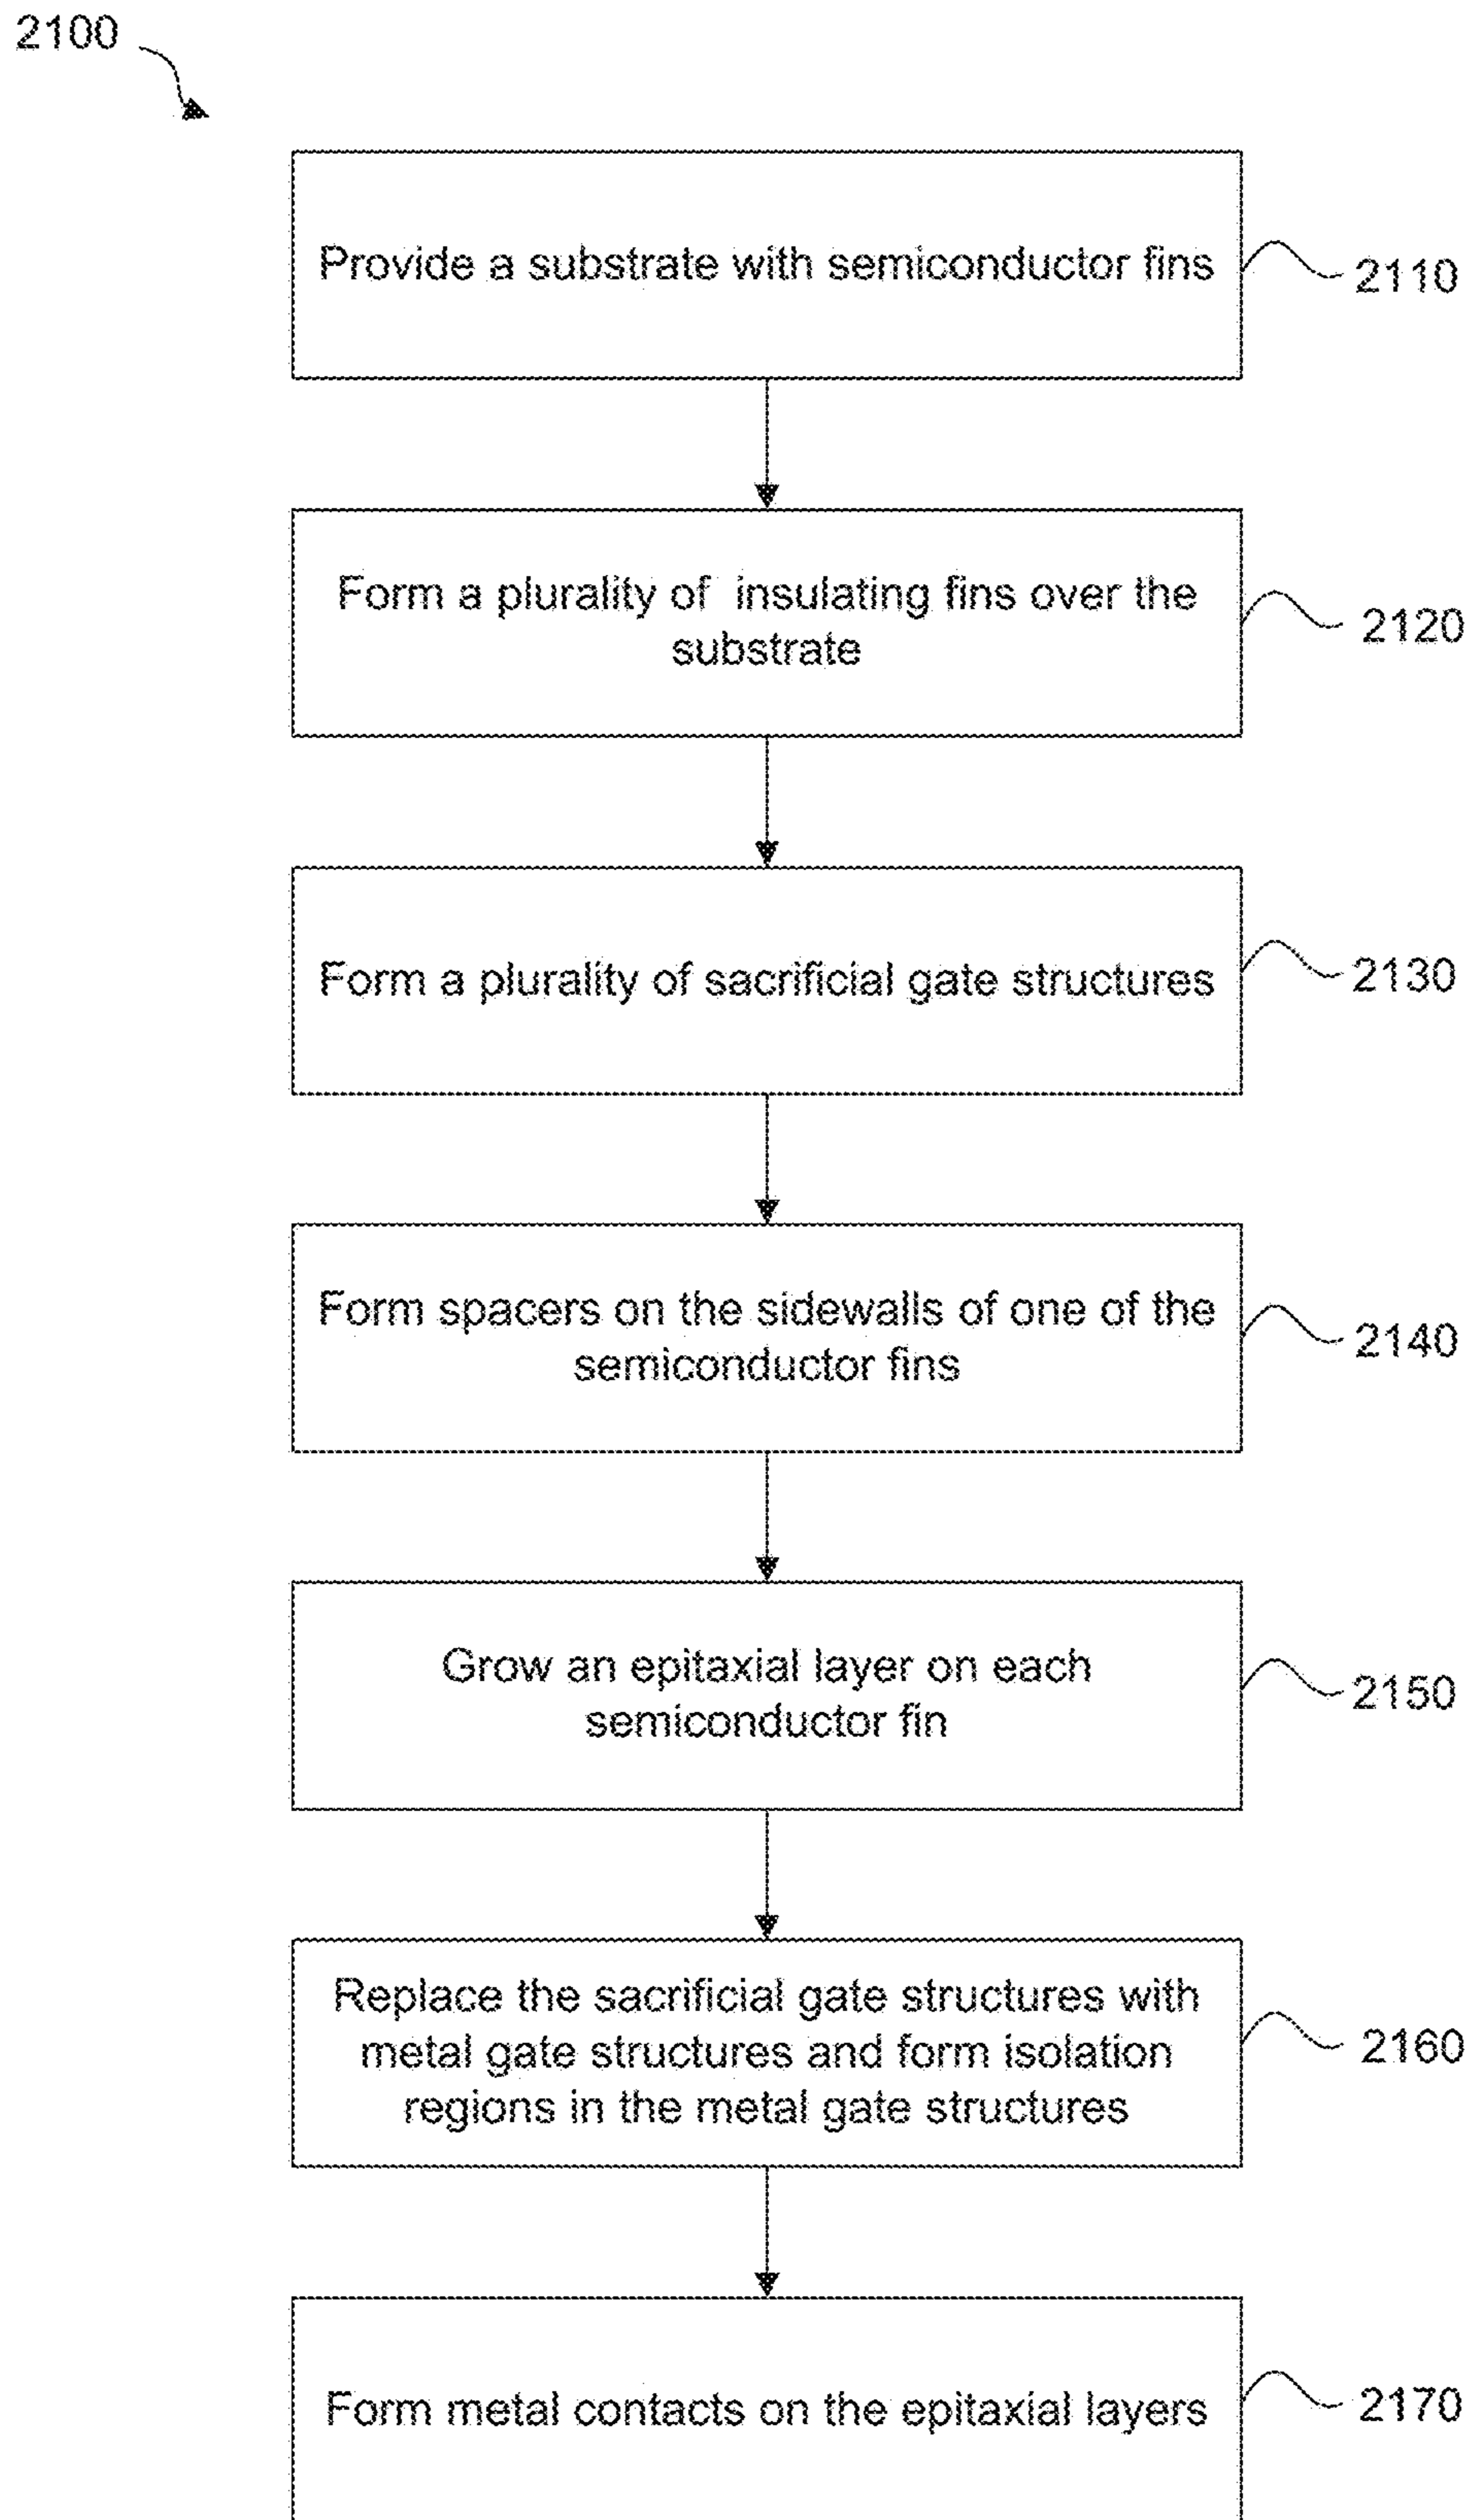 2100
Provide a substrate with semiconductor fins
2110
Form a plurality of insulating fins over the
substrate
2120
Form a plurality of sacrificial gate structures
2130
Form spacers on the sidewalls of one of the
semiconductor fins
2140
Grow an epitaxial layer on each
semiconductor fin
2150
Replace the sacrificial gate structures with
metal gate structures and form isolation
regions in the metal gate structures
2160
Form metal contacts on the epitaxial layers
2170